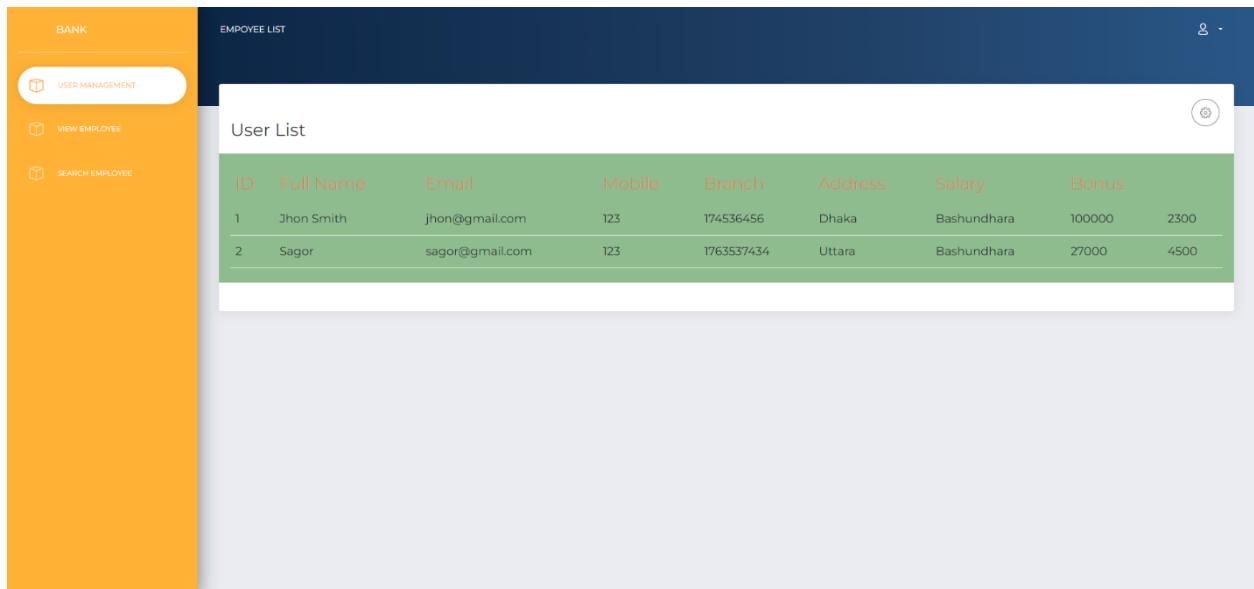 BANK
EMPOYEE LIST
USER MANAGEMENT
VIEW EMPLOYEE
SEARCH EMPLOYEE
User List
ID Full Name Email Mobile Branch Address Salary Bonus
1 Jhon Smith jhon@gmail.com 123 174536456 Dhaka Bashundhara 100000 2300
2 Sagor sagor@gmail.com 123 1763537434 Uttara Bashundhara 27000 4500